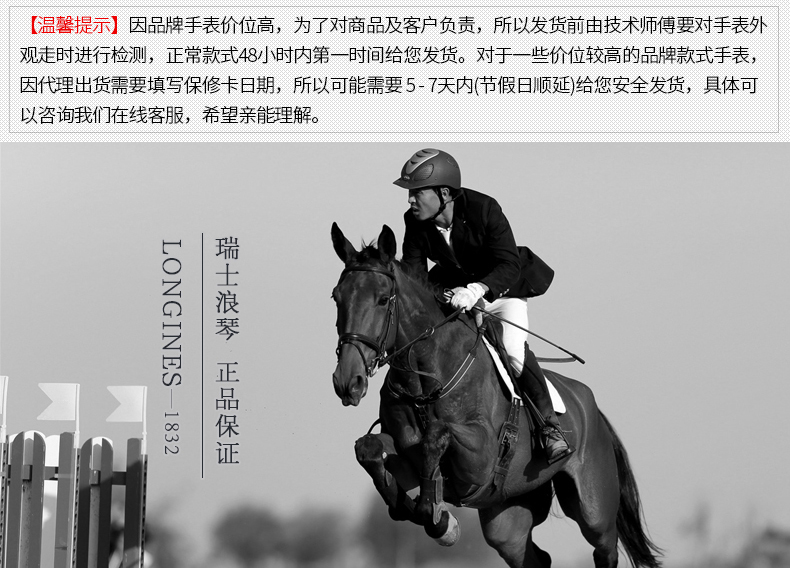 【温馨提示】因品牌手表价位高，为了对商品及客户负责，所以发货前由技术师傅要对手表外
观走时进行检测，正常款式48小时内第一时间给您发货。对于一些价位较高的品牌款式手表，
因代理出货需要填写保修卡日期，所以可能需要5-7天内(节假日顺延)给您安全发货，具体可
以咨询我们在线客服，希望亲能理解。
瑞士浪琴 正品保证
LONGINES—1832